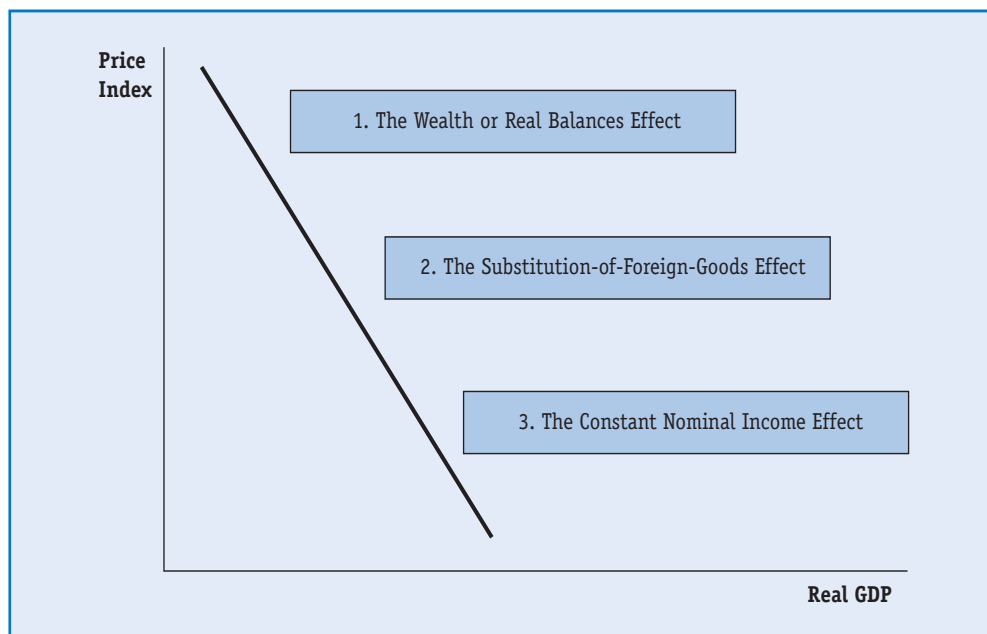 Price
Index
1. The Wealth or Real Balances Effect
2. The Substitution-of-Foreign-Goods Effect
3. The Constant Nominal Income Effect
Real GDP